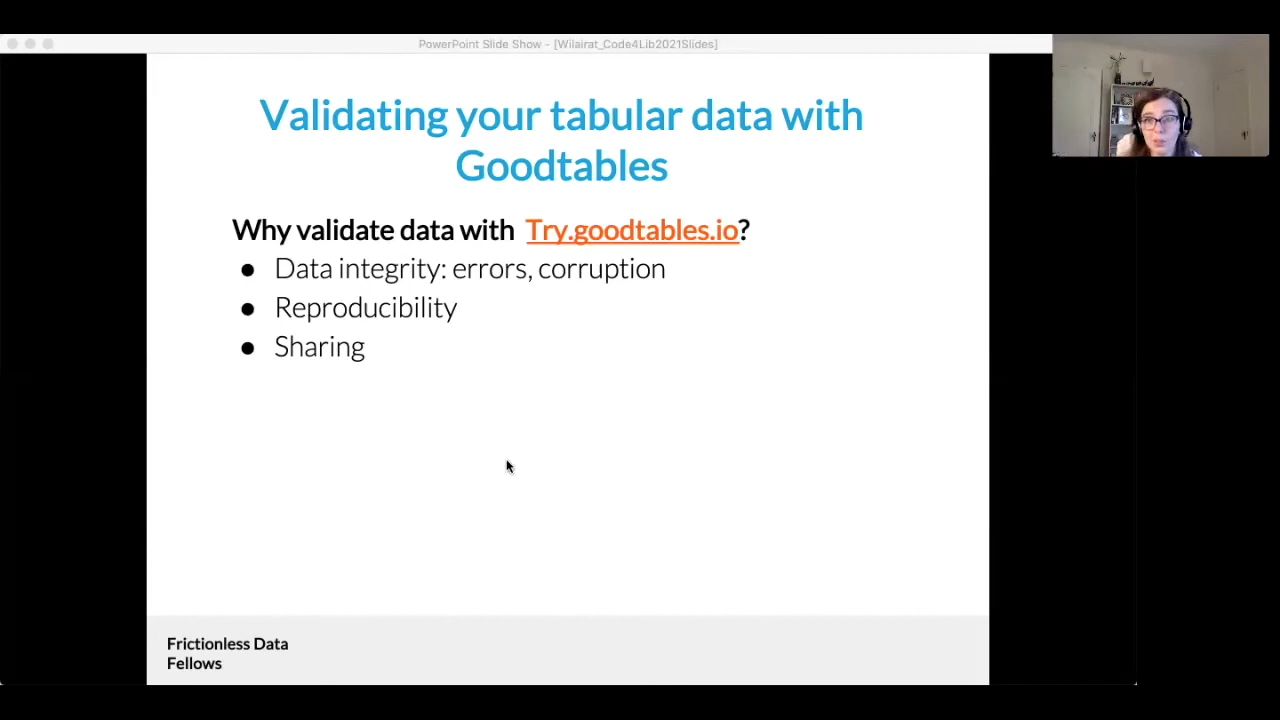 PowerPoint Slide Show - [Wilairat_Code4Lib2021Slides]
Validating your tabular data with
Goodtables
Why validate data with Try.goodtables.io?
● Data integrity: errors, corruption
● Reproducibility
● Sharing
Frictionless Data
Fellows